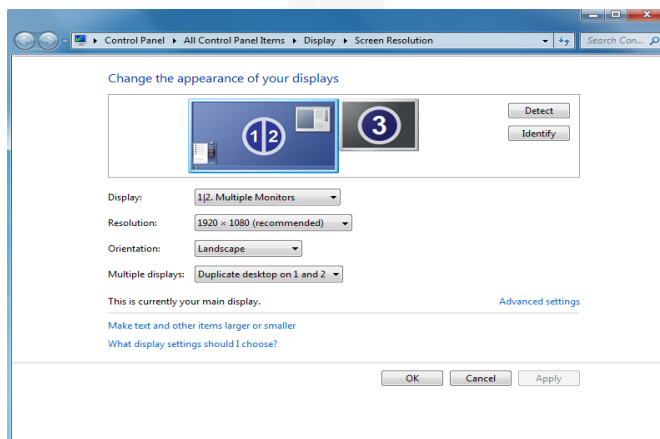 Control Panel ▸ All Control Panel Items ▸ Display ▸ Screen Resolution
Search Con...
Change the appearance of your displays
1|2
3
Detect
Identify
Display: 1|2. Multiple Monitors
Resolution: 1920 × 1080 (recommended)
Orientation: Landscape
Multiple displays: Duplicate desktop on 1 and 2
This is currently your main display. Advanced settings
Make text and other items larger or smaller
What display settings should I choose?
OK Cancel Apply